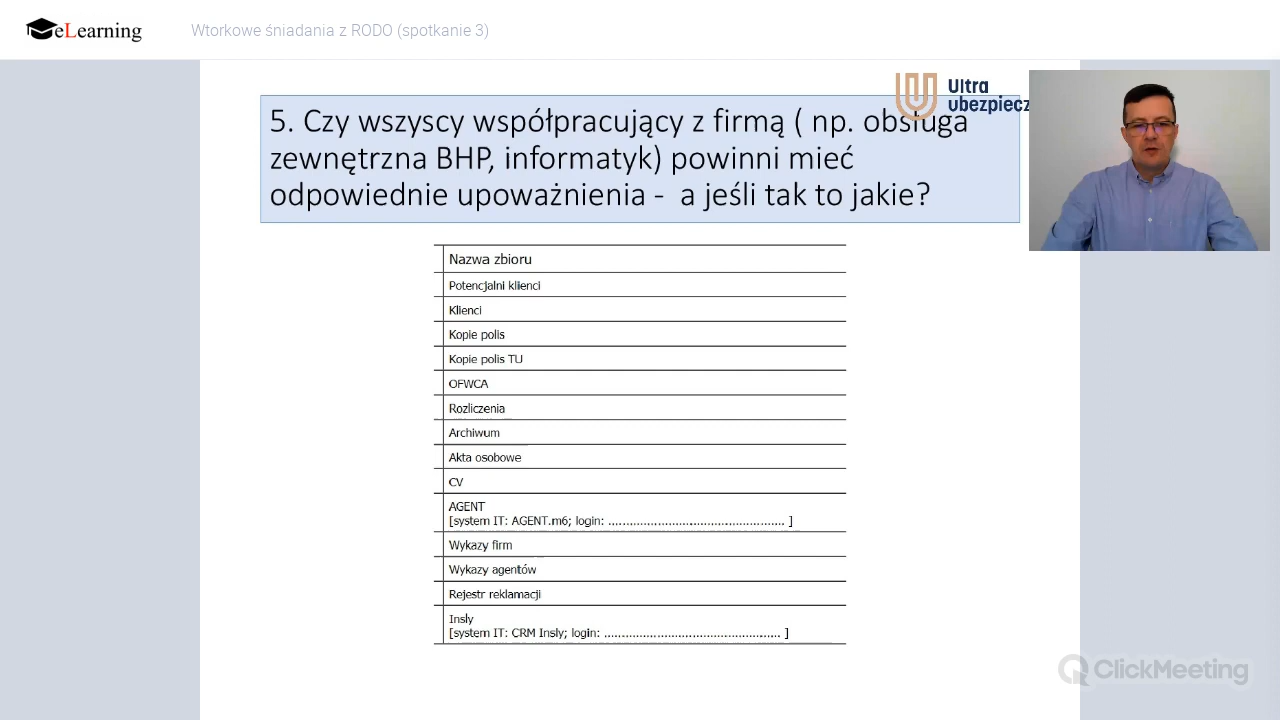 eLearning
Wtorkowe śniadania z RODO (spotkanie 3)
Ultra
ubezpiecz
5. Czy wszyscy współpracujący z firmą ( np. obsługa
zewnętrzna BHP, informatyk) powinni mieć
odpowiednie upoważnienia - a jeśli tak to jakie?
Nazwa zbioru
Potencjalni klienci
Klienci
Kopie polis
Kopie polis TU
OFWCA
Rozliczenia
Archiwum
Akta osobowe
CV
AGENT
[system IT: AGENT.m6; login: ................................................. ]
Wykazy firm
Wykazy agentów
Rejestr reklamacji
Insly
[system IT: CRM Insly; login: ................................................. ]
ClickMeeting